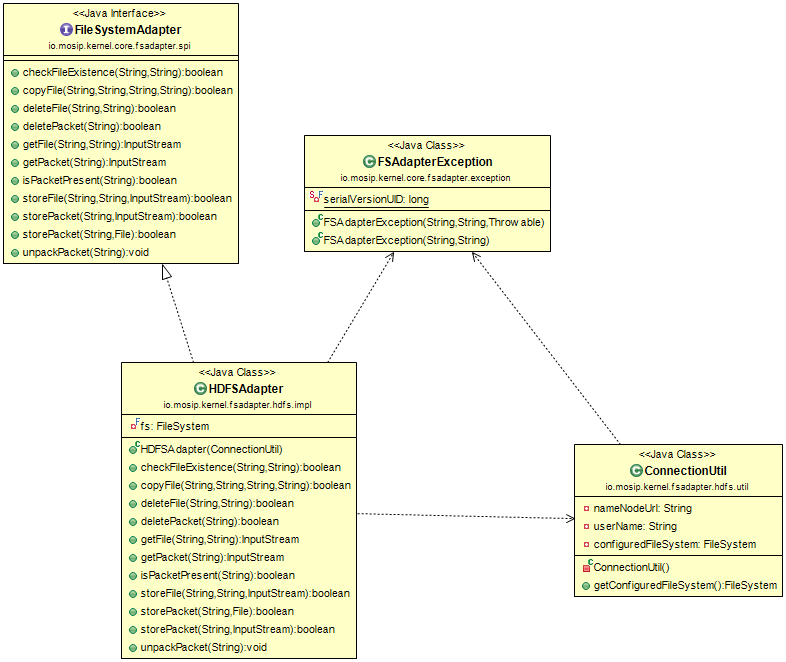 <<Java Interface>>
FileSystemAdapter
io.mosip.kernel.core.fsadapter.spi
checkFileExistence(String,String):boolean
copyFile(String,String,String,String):boolean
deleteFile(String,String):boolean
deletePacket(String):boolean
getFile(String,String):InputStream
getPacket(String):InputStream
isPacketPresent(String):boolean
storeFile(String,String,InputStream):boolean
storePacket(String,InputStream):boolean
storePacket(String,File):boolean
unpackPacket(String):void
<<Java Class>>
FSAdapterException
io.mosip.kernel.core.fsadapter.exception
serialVersionUID: long
FSAdapterException(String,String,Throwable)
FSAdapterException(String,String)
<<Java Class>>
HDFSAdapter
io.mosip.kernel.fsadapter.hdfs.impl
fs: FileSystem
HDFSAdapter(ConnectionUtil)
checkFileExistence(String,String):boolean
copyFile(String,String,String,String):boolean
deleteFile(String,String):boolean
deletePacket(String):boolean
getFile(String,String):InputStream
getPacket(String):InputStream
isPacketPresent(String):boolean
storeFile(String,String,InputStream):boolean
storePacket(String,File):boolean
storePacket(String,InputStream):boolean
unpackPacket(String):void
<<Java Class>>
ConnectionUtil
io.mosip.kernel.fsadapter.hdfs.util
nameNodeUrl: String
userName: String
configuredFileSystem: FileSystem
ConnectionUtil()
getConfiguredFileSystem():FileSystem